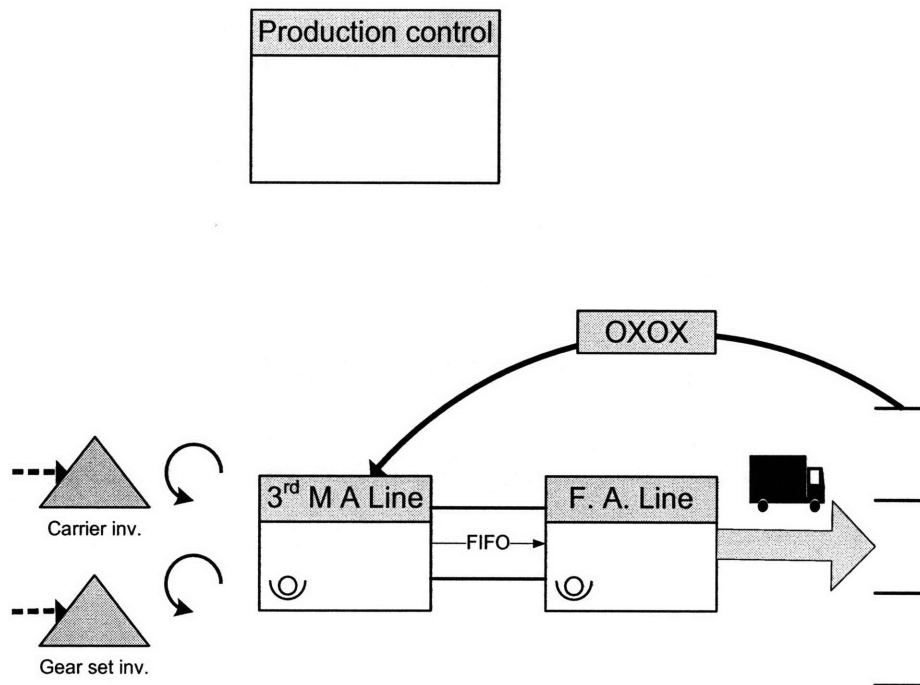 Production control
OXOX
3rd M A Line
F. A. Line
FIFO
Carrier inv.
Gear set inv.